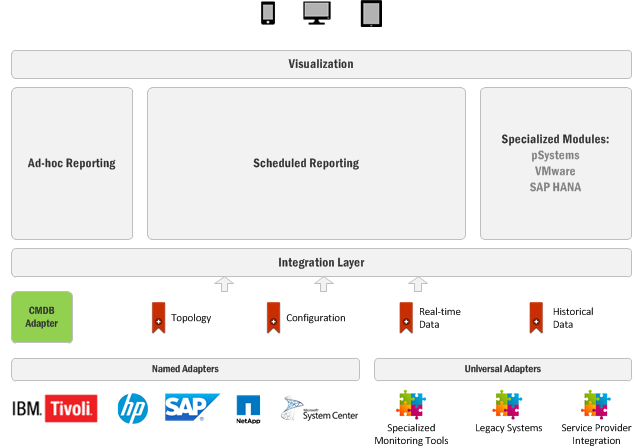 Visualization
Ad-hoc Reporting
Scheduled Reporting
Specialized Modules:
pSystems
VMware
SAP HANA
Integration Layer
CMDB
Adapter
Topology
Configuration
Real-time
Data
Historical
Data
Named Adapters
Universal Adapters
IBM. Tivoli.
hp
SAP
NetApp
Microsoft
System Center
Specialized
Monitoring Tools
Legacy Systems
Service Provider
Integration